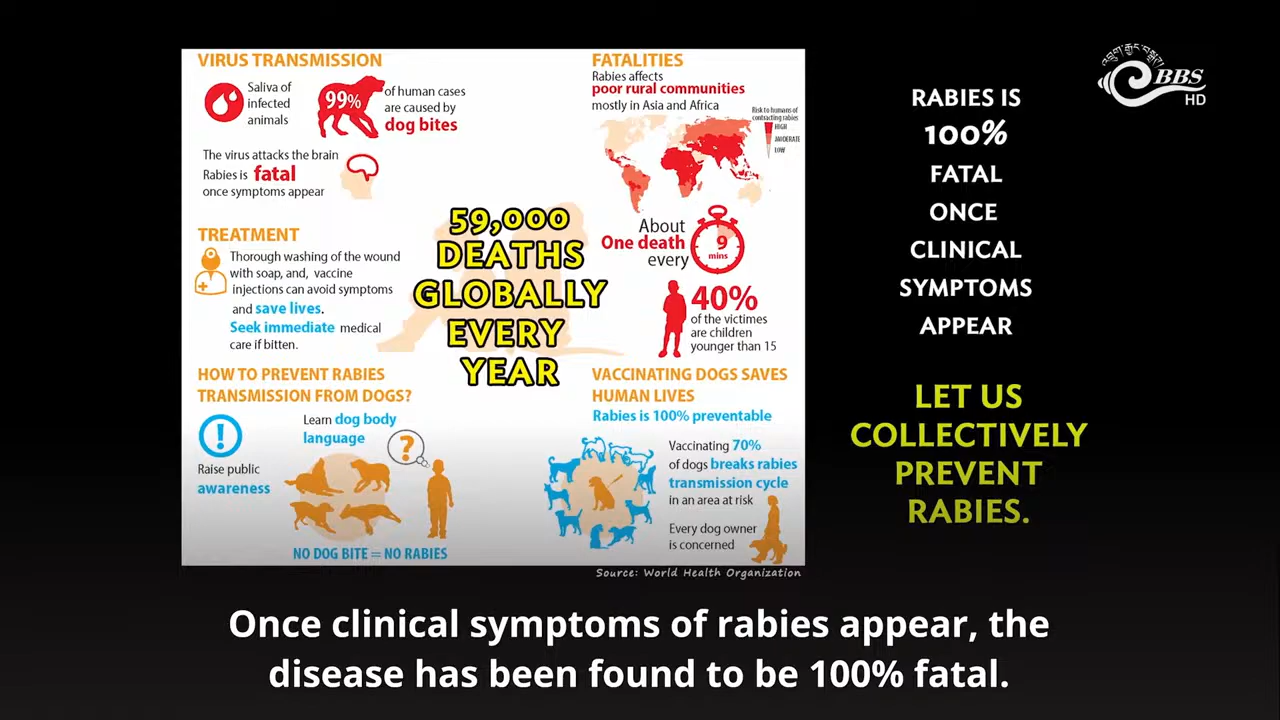 VIRUS TRANSMISSION
Saliva of
infected
animals
99%
of human cases
are caused by
dog bites
The virus attacks the brain
Rabies is fatal
once symptoms appear
TREATMENT
Thorough washing of the wound
with soap, and, vaccine
injections can avoid symptoms
and save lives.
Seek immediate medical
care if bitten.
HOW TO PREVENT RABIES
TRANSMISSION FROM DOGS?
!
Raise public
awareness
Learn dog body
language
?
NO DOG BITE = NO RABIES
59,000
DEATHS
GLOBALLY
EVERY
YEAR
FATALITIES
Rabies affects
poor rural communities
mostly in Asia and Africa
Risk to humans of
contracting rabies
HIGH
MODERATE
LOW
About
One death
every
9
mins
40%
of the victims
are children
younger than 15
VACCINATING DOGS SAVES
HUMAN LIVES
Rabies is 100% preventable
Vaccinating 70%
of dogs breaks rabies
transmission cycle
in an area at risk
Every dog owner
is concerned
Source: World Health Organization
BBS
HD
RABIES IS
100%
FATAL
ONCE
CLINICAL
SYMPTOMS
APPEAR
LET US
COLLECTIVELY
PREVENT
RABIES.
Once clinical symptoms of rabies appear, the
disease has been found to be 100% fatal.